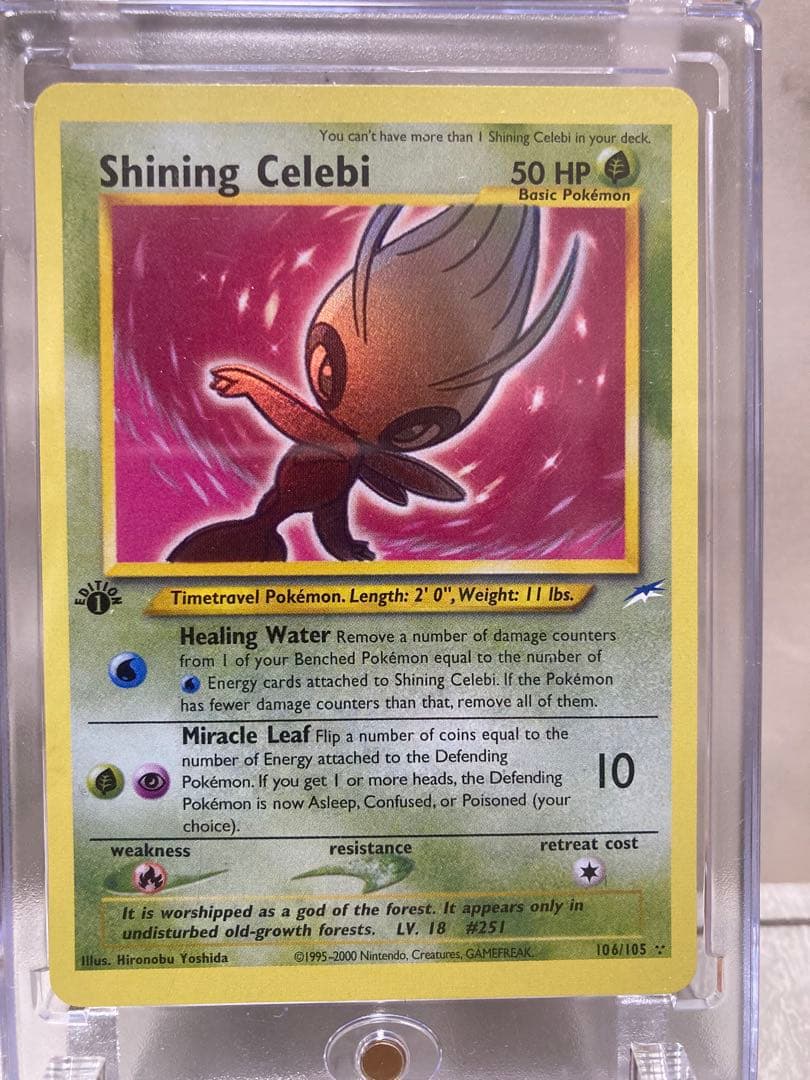 You can't have more than 1 Shining Celebi in your deck.
Shining Celebi
50 HP
Basic Pokémon
EDITION
1
Timetravel Pokémon. Length: 2' 0", Weight: 11 lbs.
Healing Water Remove a number of damage counters
from 1 of your Benched Pokémon equal to the number of
Energy cards attached to Shining Celebi. If the Pokémon
has fewer damage counters than that, remove all of them.
Miracle Leaf Flip a number of coins equal to the
number of Energy attached to the Defending
Pokémon. If you get 1 or more heads, the Defending
Pokémon is now Asleep, Confused, or Poisoned (your
choice).
10
weakness
resistance
retreat cost
It is worshipped as a god of the forest. It appears only in
undisturbed old-growth forests. LV. 18 #251
Illus. Hironobu Yoshida
©1995-2000 Nintendo, Creatures, GAMEFREAK.
106/105